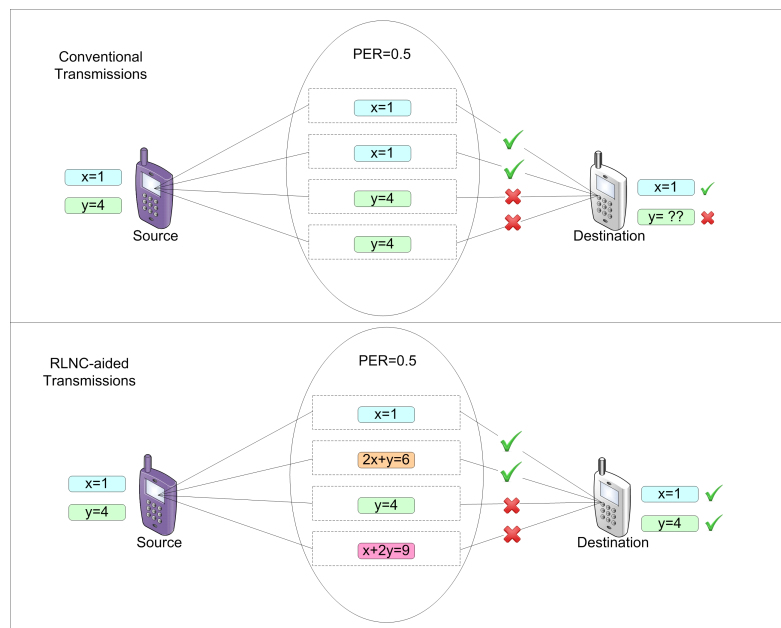 Conventional
Transmissions
PER=0.5
x=1
x=1
y=4
y=4
x=1
y=4
Source
x=1
y= ??
Destination
RLNC-aided
Transmissions
PER=0.5
x=1
2x+y=6
y=4
x+2y=9
x=1
y=4
Source
x=1
y=4
Destination